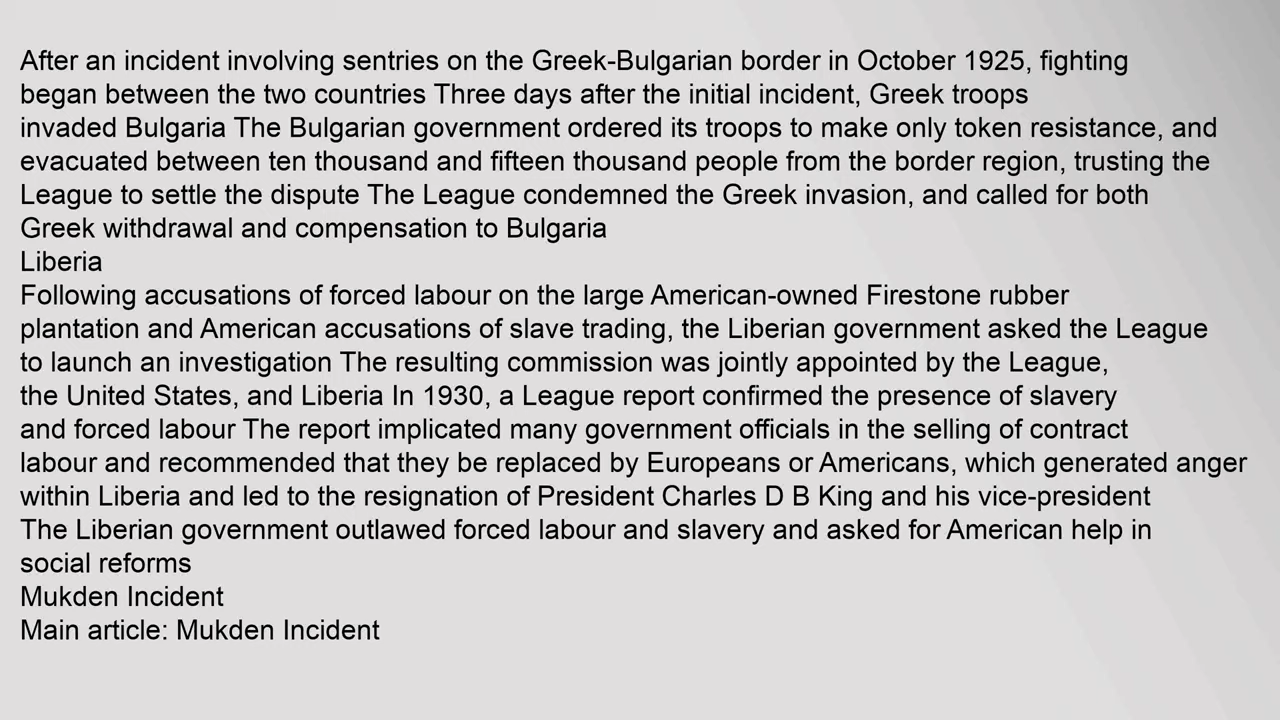 After an incident involving sentries on the Greek-Bulgarian border in October 1925, fighting
began between the two countries Three days after the initial incident, Greek troops
invaded Bulgaria The Bulgarian government ordered its troops to make only token resistance, and
evacuated between ten thousand and fifteen thousand people from the border region, trusting the
League to settle the dispute The League condemned the Greek invasion, and called for both
Greek withdrawal and compensation to Bulgaria
Liberia
Following accusations of forced labour on the large American-owned Firestone rubber
plantation and American accusations of slave trading, the Liberian government asked the League
to launch an investigation The resulting commission was jointly appointed by the League,
the United States, and Liberia In 1930, a League report confirmed the presence of slavery
and forced labour The report implicated many government officials in the selling of contract
labour and recommended that they be replaced by Europeans or Americans, which generated anger
within Liberia and led to the resignation of President Charles D B King and his vice-president
The Liberian government outlawed forced labour and slavery and asked for American help in
social reforms
Mukden Incident
Main article: Mukden Incident